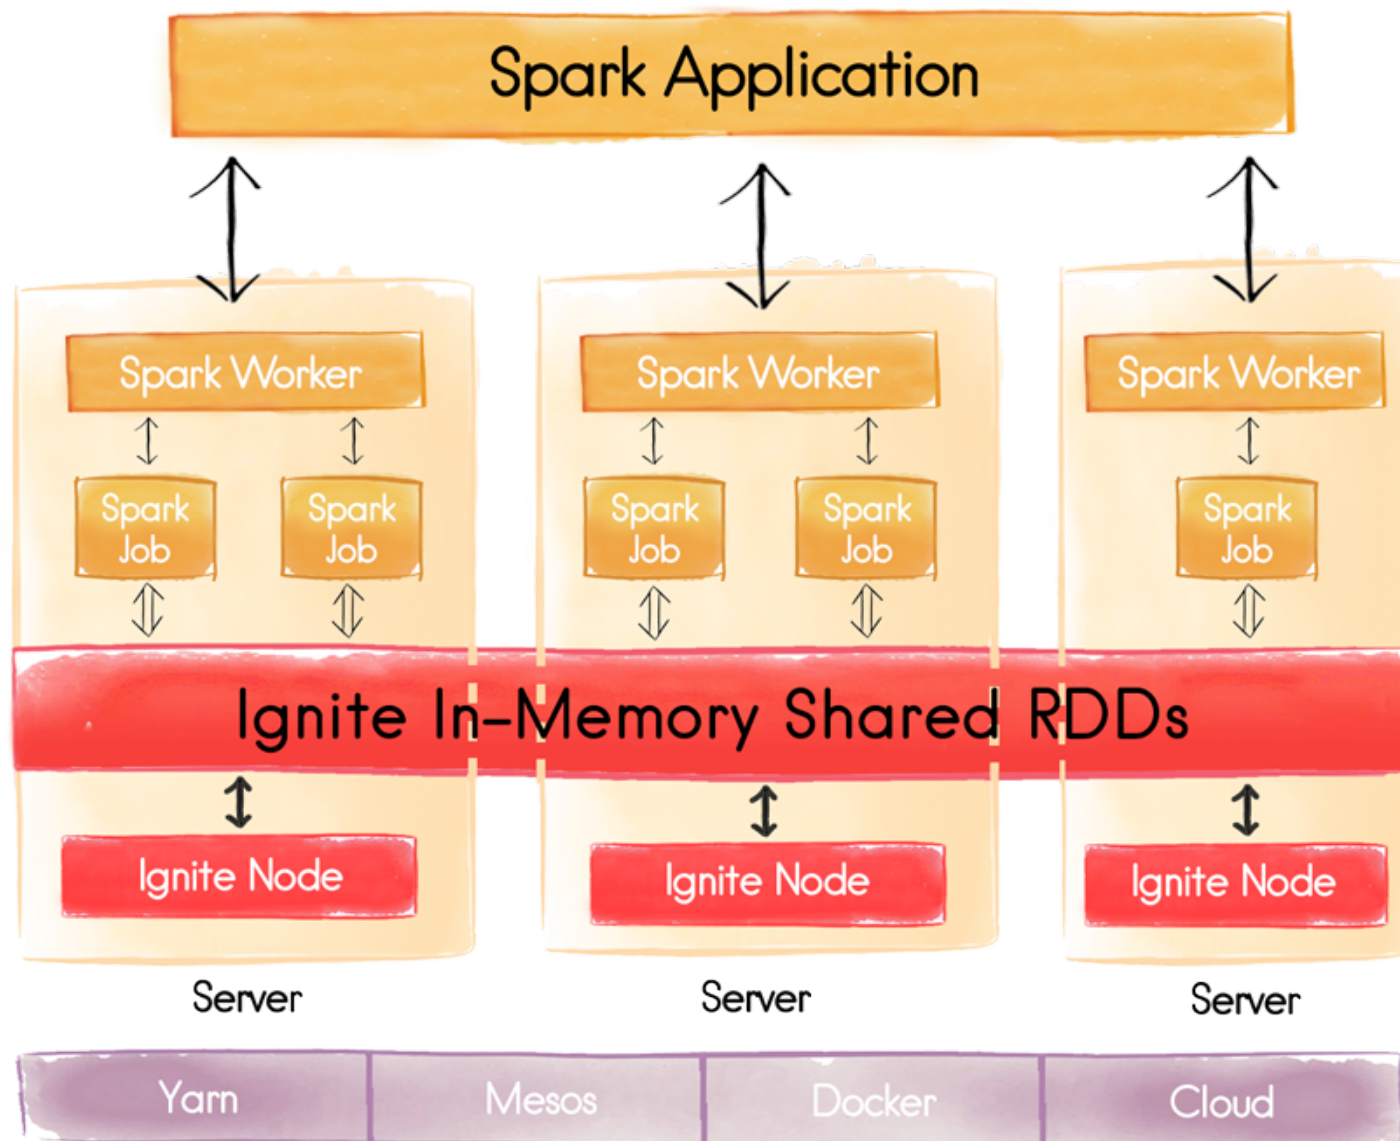 Spark Application
Spark Worker
Spark Worker
Spark Worker
Spark
Job
Spark
Job
Spark
Job
Spark
Job
Spark
Job
Ignite In-Memory Shared RDDs
Ignite Node
Ignite Node
Ignite Node
Server
Server
Server
Yarn
Mesos
Docker
Cloud